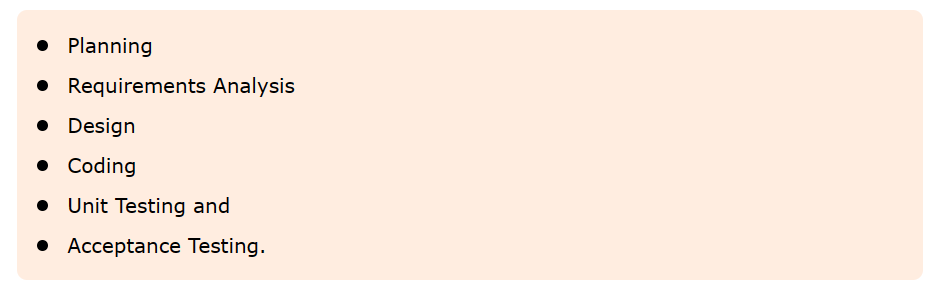 Planning
Requirements Analysis
Design
Coding
Unit Testing and
Acceptance Testing.